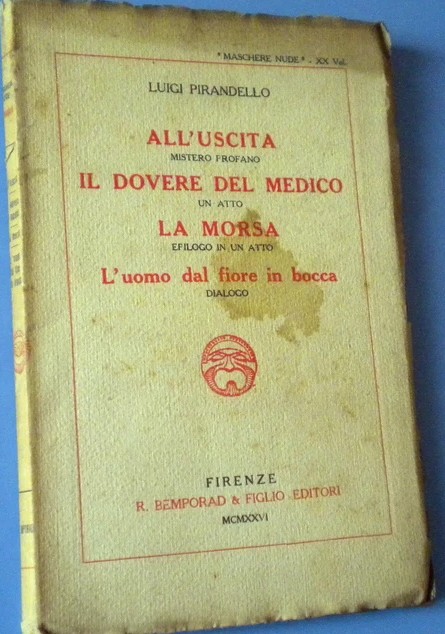 "MASCHERE NUDE" - XX Vol.
LUIGI PIRANDELLO
ALL'USCITA
MISTERO PROFANO
IL DOVERE DEL MEDICO
UN ATTO
LA MORSA
EPILOGO IN UN ATTO
L'uomo dal fiore in bocca
DIALOGO
FIRENZE
R. BEMPORAD & FIGLIO EDITORI
MCMXXVI